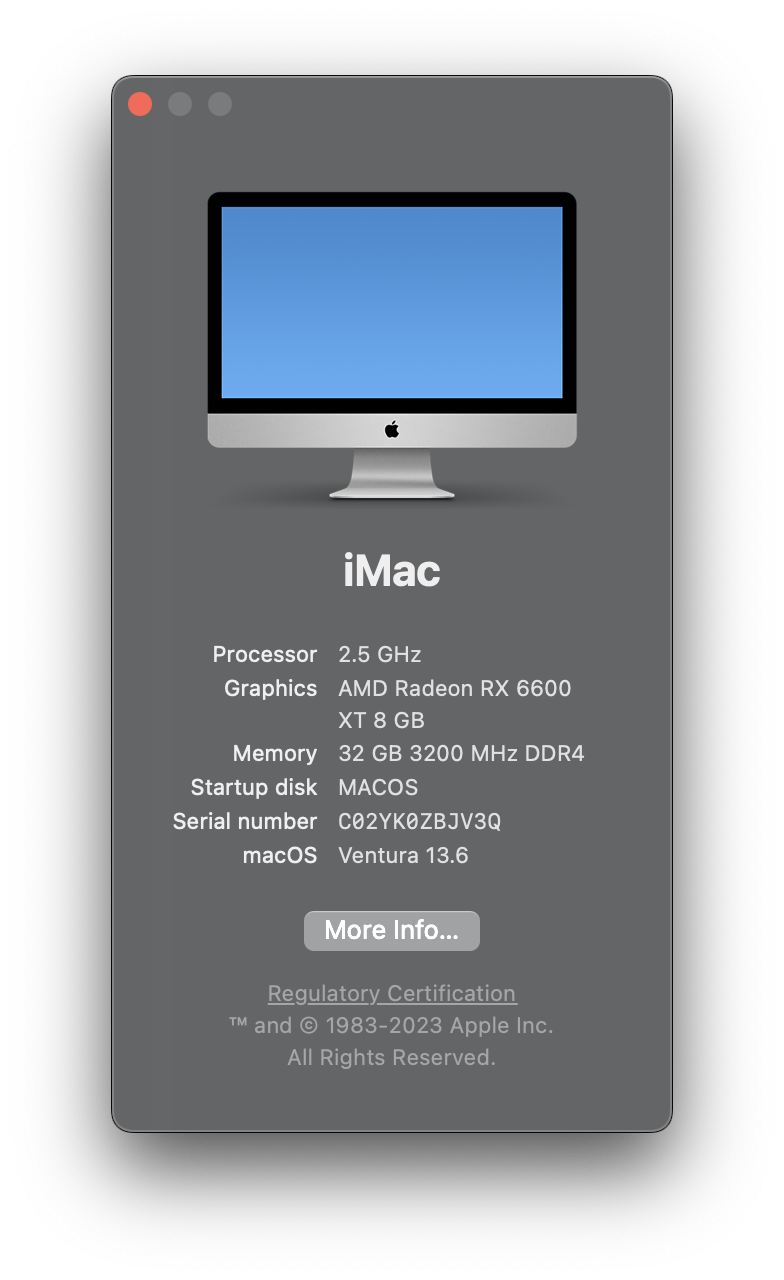 iMac
Processor 2.5 GHz
Graphics AMD Radeon RX 6600
XT 8 GB
Memory 32 GB 3200 MHz DDR4
Startup disk MACOS
Serial number C02YK0ZBJV3Q
macOS Ventura 13.6
More Info...
Regulatory Certification
™ and © 1983-2023 Apple Inc.
All Rights Reserved.